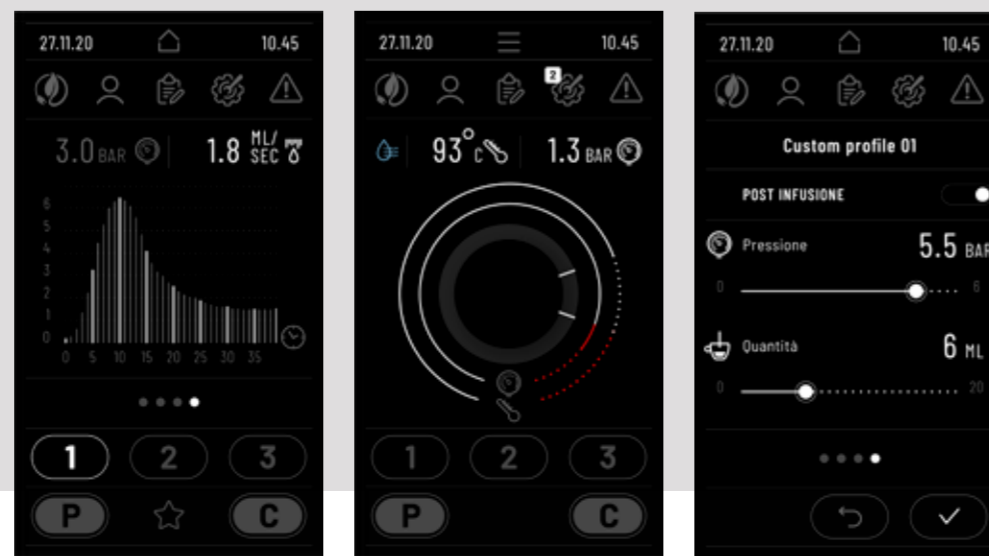 27.11.20 10.45
3.0 BAR 1.8 ML/SEC
6
5
4
3
2
1
0
0 5 10 15 20 25 30 35
1 2 3
P C
27.11.20 10.45
2
93°C 1.3 BAR
1 2 3
P C
27.11.20 10.45
Custom profile 01
POST INFUSIONE
Pressione 5.5 BAR
0 6
Quantità 6 ML
0 20